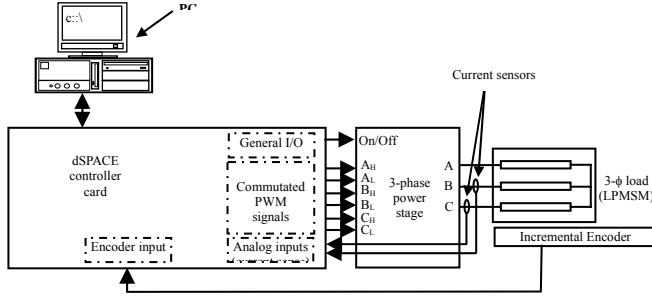 PC
c::\
Current sensors
General I/O
On/Off
dSPACE
controller
card
Commutated
PWM
signals
A_H
A_L
B_H
B_L
C_H
C_L
3-phase
power
stage
A
B
C
3-ϕ load
(LPMSM)
Encoder input
Analog inputs
Incremental Encoder